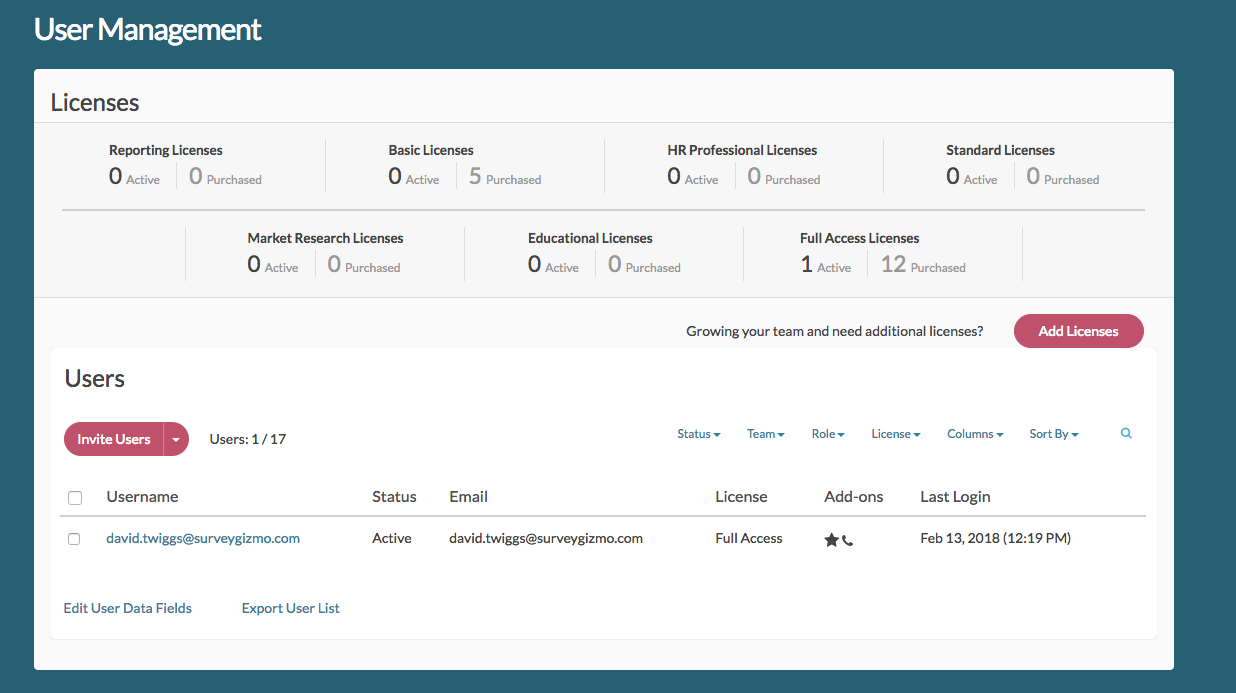 User Management
Licenses
Reporting Licenses Basic Licenses HR Professional Licenses Standard Licenses
0 Active 0 Purchased 0 Active 5 Purchased 0 Active 0 Purchased 0 Active 0 Purchased
Market Research Licenses Educational Licenses Full Access Licenses
0 Active 0 Purchased 0 Active 0 Purchased 1 Active 12 Purchased
Growing your team and need additional licenses? Add Licenses
Users
Invite Users Users: 1 / 17 Status Team Role License Columns Sort By
Username Status Email License Add-ons Last Login
david.twiggs@surveygizmo.com Active david.twiggs@surveygizmo.com Full Access Feb 13, 2018 (12:19 PM)
Edit User Data Fields Export User List